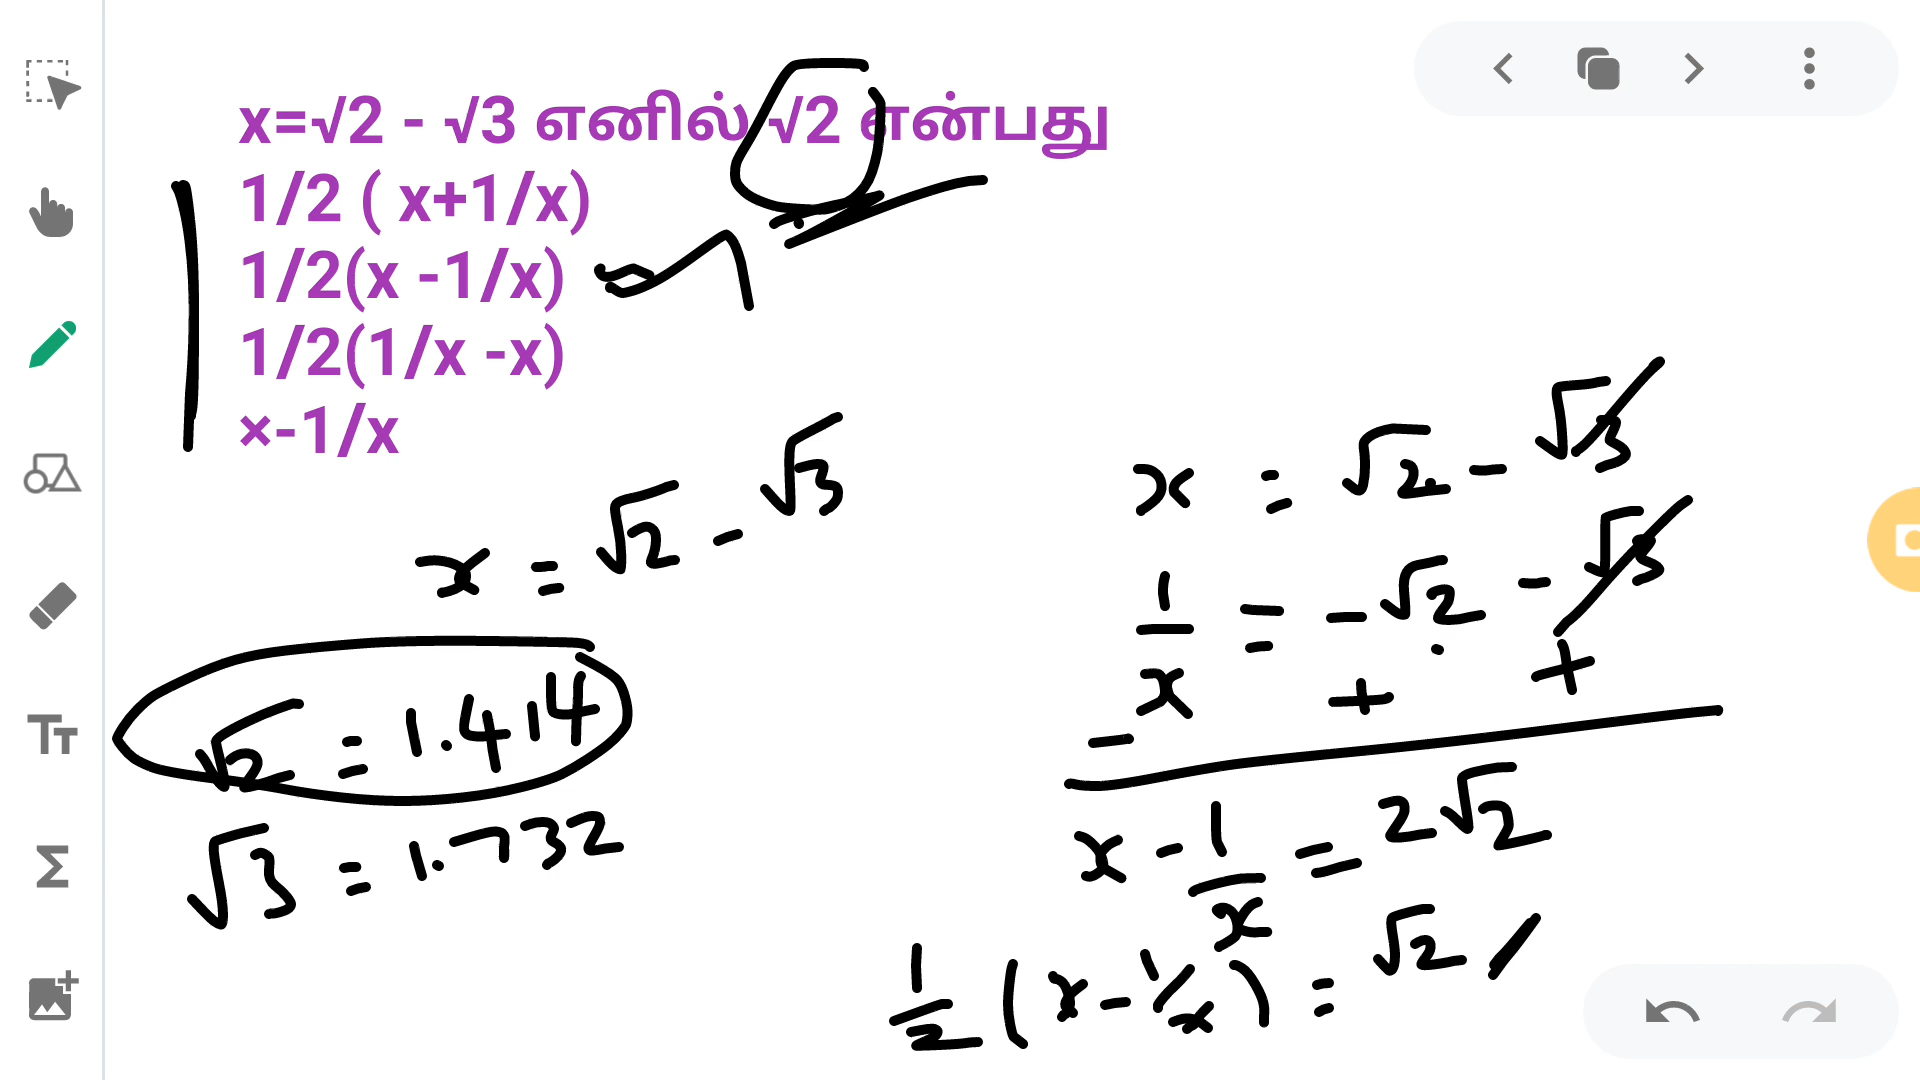 x=√2 - √3 எனில் √2 என்பது
1/2 ( x+1/x)
1/2(x -1/x)
1/2(1/x -x)
×-1/x
x = √2 - √3
√2 = 1.414
√3 = 1.732
x = √2 - √3
1/x = -√2 - √3
- + +
x - 1/x = 2√2
1/2 (x - 1/x) = √2